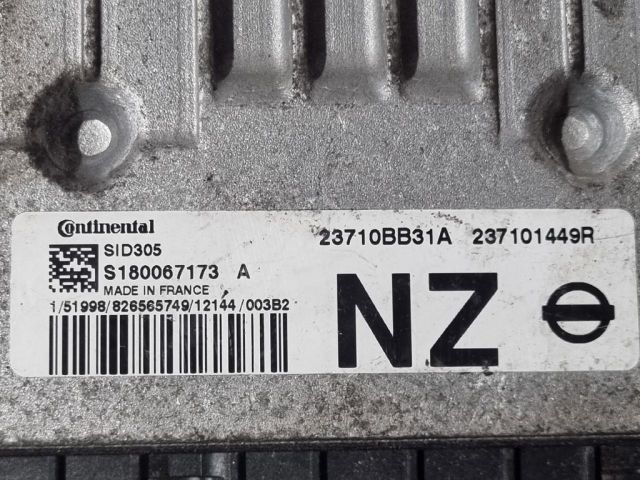 Continental
SID305
S180067173 A
MADE IN FRANCE
1/51998/826565749/12144/003B2
23710BB31A 237101449R
NZ